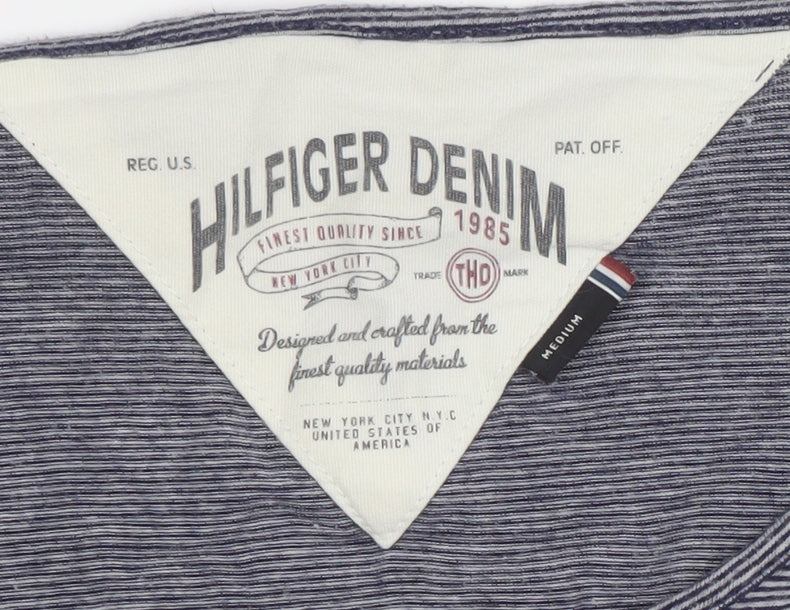 REG. U.S.
PAT. OFF.
HILFIGER DENIM
FINEST QUALITY SINCE
1985
NEW YORK CITY
TRADE THD MARK
MEDIUM
Designed and crafted from the
finest quality materials
NEW YORK CITY N.Y.C
UNITED STATES OF
AMERICA